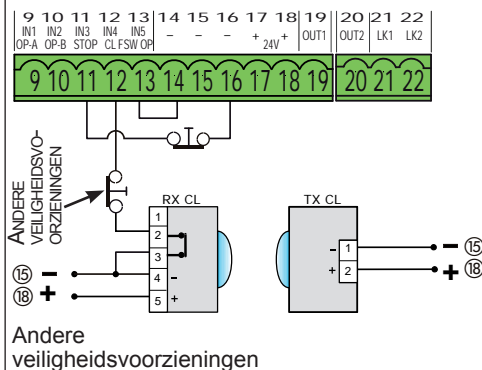 9 10 11 12 13 14 15 16 17 18 19 20 21 22
IN1 IN2 IN3 IN4 IN5 – – – + + OUT1 OUT2 LK1 LK2
OP-A OP-B STOP CL FSW OP 24V
9 10 11 12 13 14 15 16 17 18 19 20 21 22
ANDERE
VEILIGHEIDSVO-
ORZIENINGEN
RX CL
1
2
3
4 -
5 +
⑮ –
⑱ +
TX CL
- 1
+ 2
– ⑮
+ ⑱
Andere
veiligheidsvoorzieningen